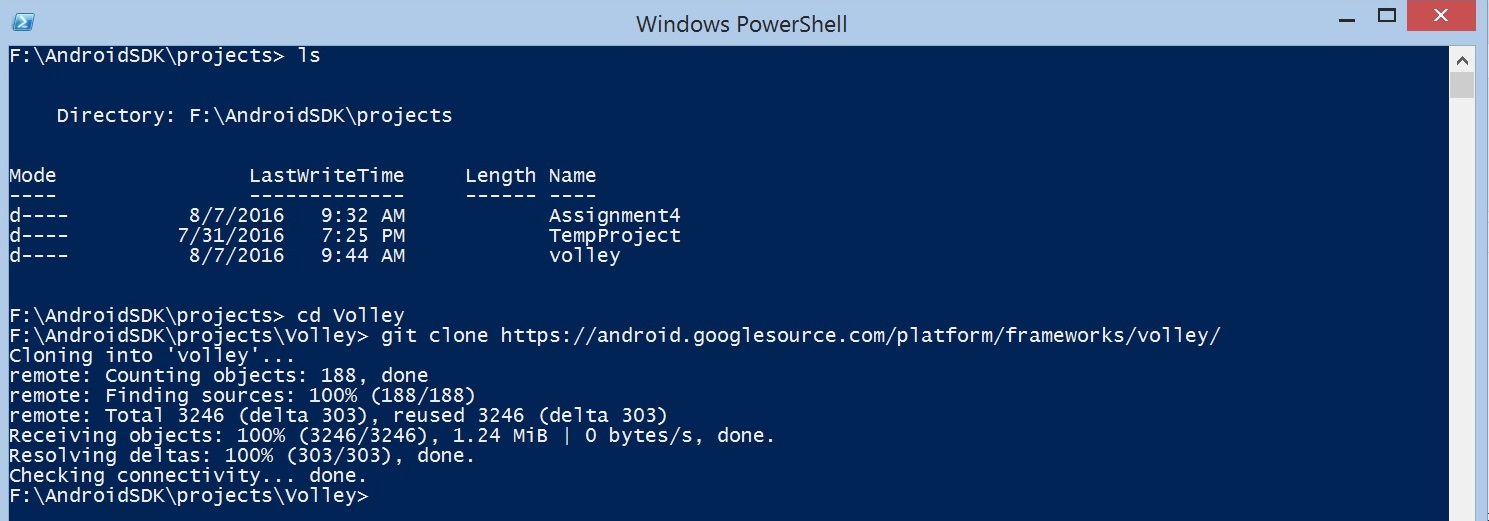 Windows PowerShell
F:\AndroidSDK\projects> ls
Directory: F:\AndroidSDK\projects
Mode LastWriteTime Length Name
---- ------------- ------ ----
d---- 8/7/2016 9:32 AM Assignment4
d---- 7/31/2016 7:25 PM TempProject
d---- 8/7/2016 9:44 AM volley
F:\AndroidSDK\projects> cd Volley
F:\AndroidSDK\projects\Volley> git clone https://android.googlesource.com/platform/frameworks/volley/
Cloning into 'volley'...
remote: Counting objects: 188, done
remote: Finding sources: 100% (188/188)
remote: Total 3246 (delta 303), reused 3246 (delta 303)
Receiving objects: 100% (3246/3246), 1.24 MiB | 0 bytes/s, done.
Resolving deltas: 100% (303/303), done.
Checking connectivity... done.
F:\AndroidSDK\projects\Volley>